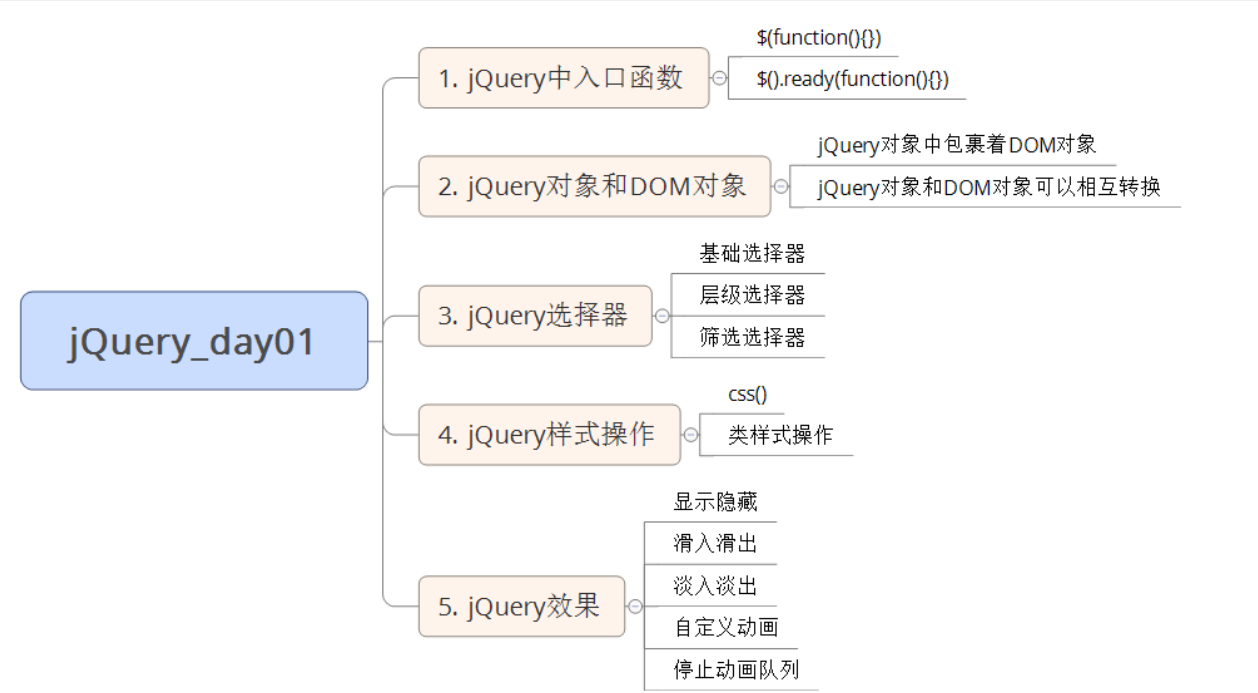 jQuery_day01
1. jQuery中入口函数
$(function(){})
$().ready(function(){})
2. jQuery对象和DOM对象
jQuery对象中包裹着DOM对象
jQuery对象和DOM对象可以相互转换
3. jQuery选择器
基础选择器
层级选择器
筛选选择器
4. jQuery样式操作
css()
类样式操作
5. jQuery效果
显示隐藏
滑入滑出
淡入淡出
自定义动画
停止动画队列